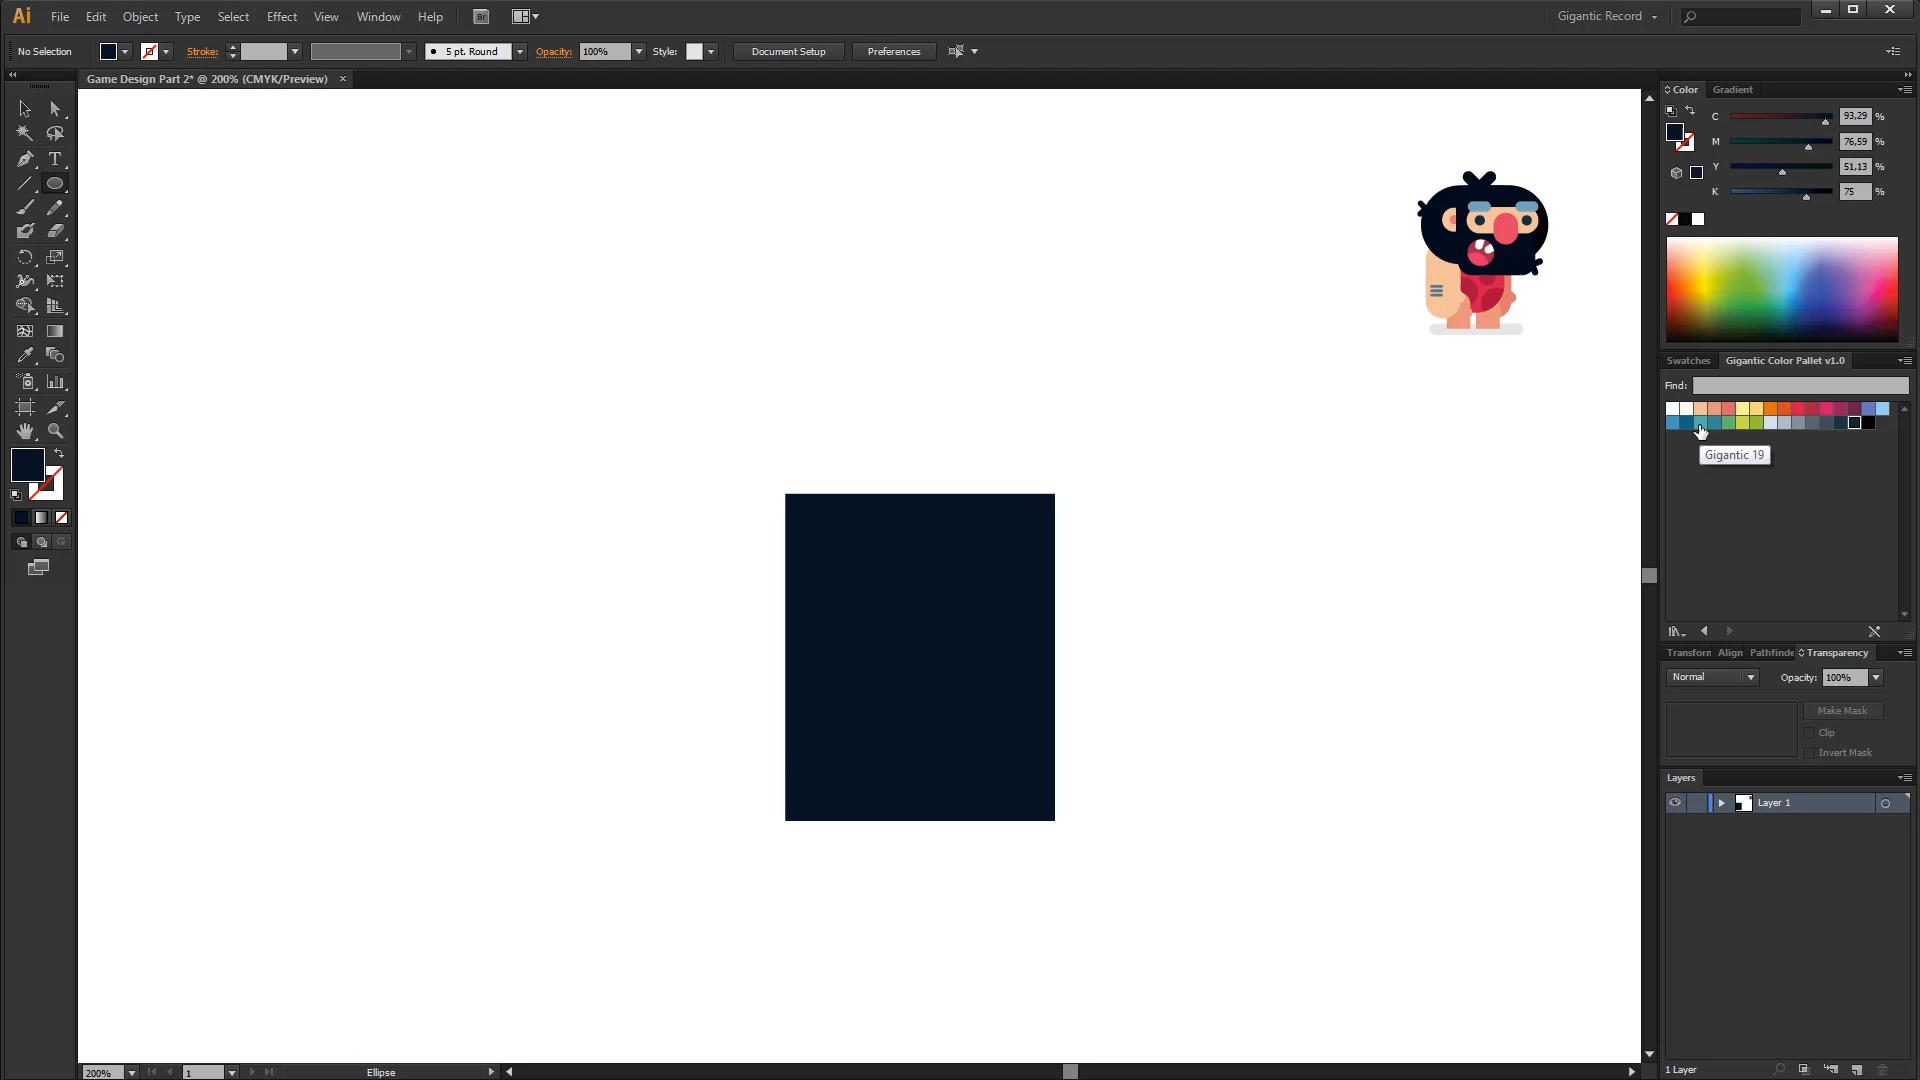 Ai File Edit Object Type Select Effect View Window Help Br Gigantic Record
No Selection Stroke: 5 pt. Round Opacity: 100% Style: Document Setup Preferences
Game Design Part 2* @ 200% (CMYK/Preview) ×
Color Gradient
C 93,29 %
M 76,59 %
Y 51,13 %
K 75 %
Swatches Gigantic Color Pallet v1.0
Find:
Gigantic 19
Transform Align Pathfinde Transparency
Normal Opacity: 100%
Make Mask
Clip
Invert Mask
Layers
Layer 1
1 Layer
200% 1 Ellipse